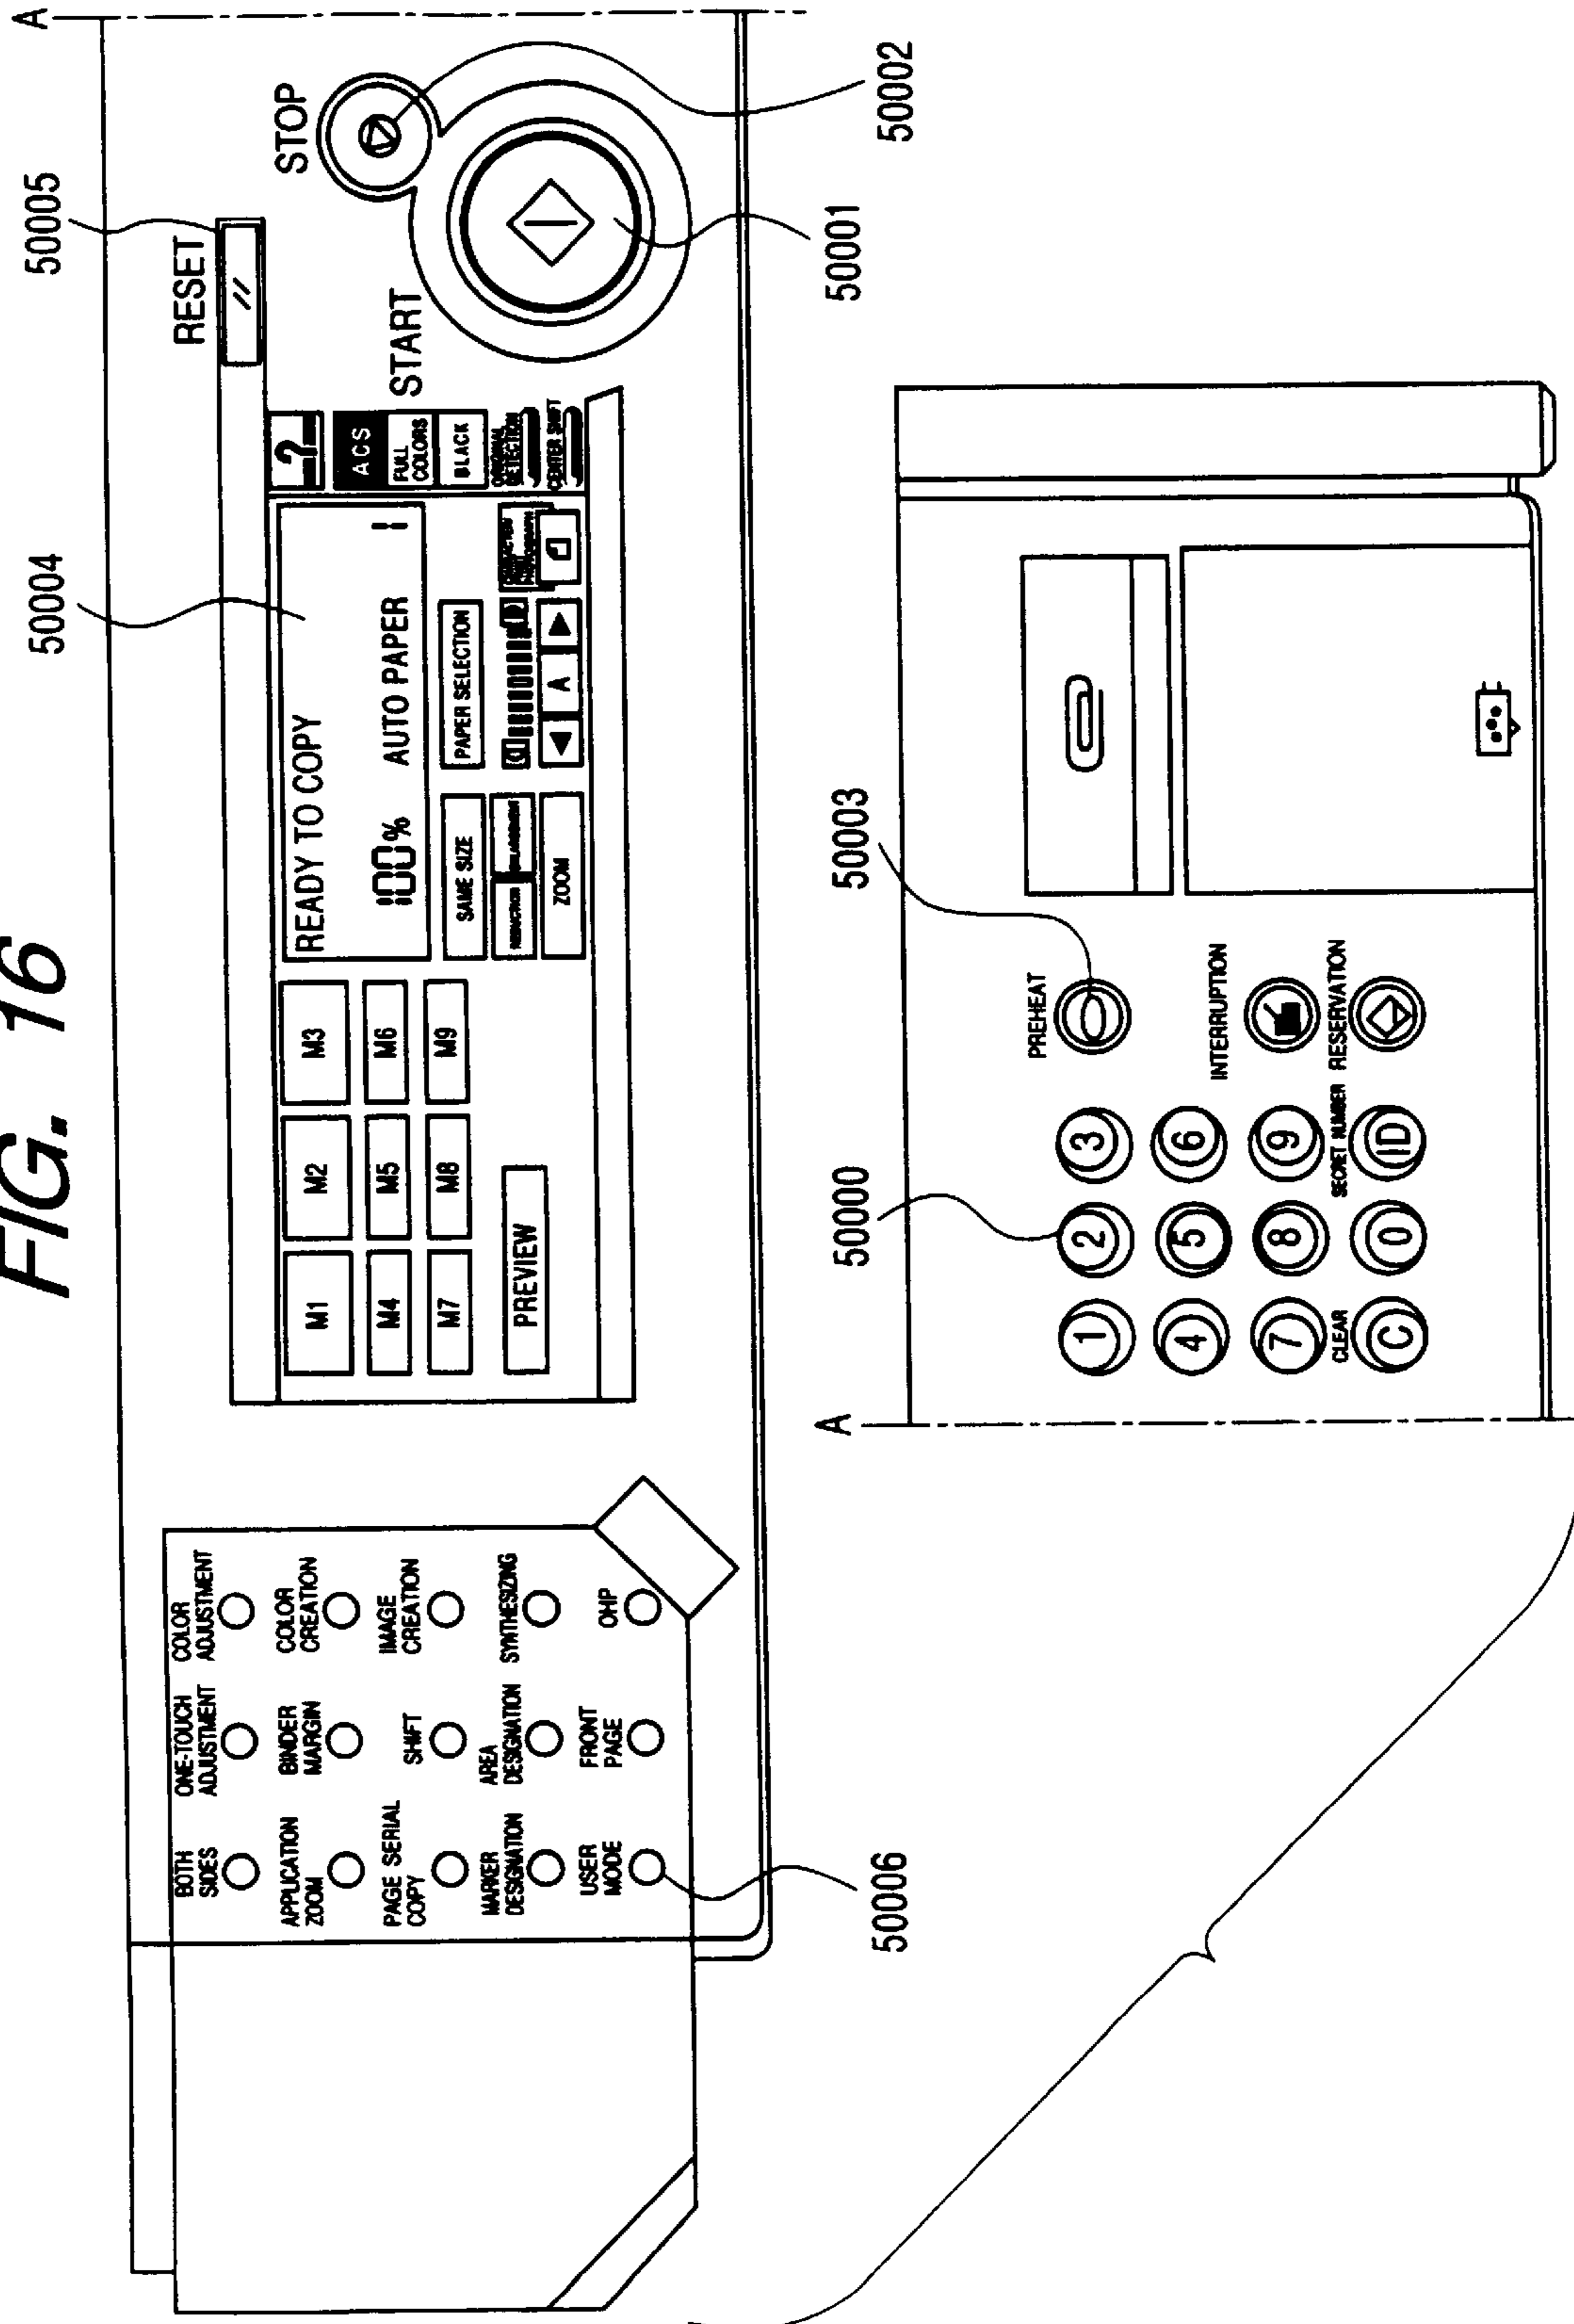 FIG. 16
50004
50005
A
RESET
STOP
START
BOTH
SIDES
ONE-TOUCH
ADJUSTMENT
COLOR
ADJUSTMENT
APPLICATION
ZOOM
BINDER
MARGIN
COLOR
CREATION
PAGE SERIAL
COPY
SHIFT
IMAGE
CREATION
MARKER
DESIGNATION
AREA
DESIGNATION
SYNTHESIZING
USER
MODE
FRONT
PAGE
OHP
M1 M2 M3
M4 M5 M6
M7 M8 M9
PREVIEW
READY TO COPY
100% AUTO PAPER 1
SAME SIZE
PAPER SELECTION
REDUCTION
ENLARGEMENT
ZOOM
A
?
ACS
FULL
COLORS
BLACK
ORIGINAL
DETECTION
CENTER SHIFT
50006
50001
50002
A
50000
50003
1 2 3
PREHEAT
4 5 6
7 8 9
INTERRUPTION
CLEAR
SECRET NUMBER
RESERVATION
C 0 ID